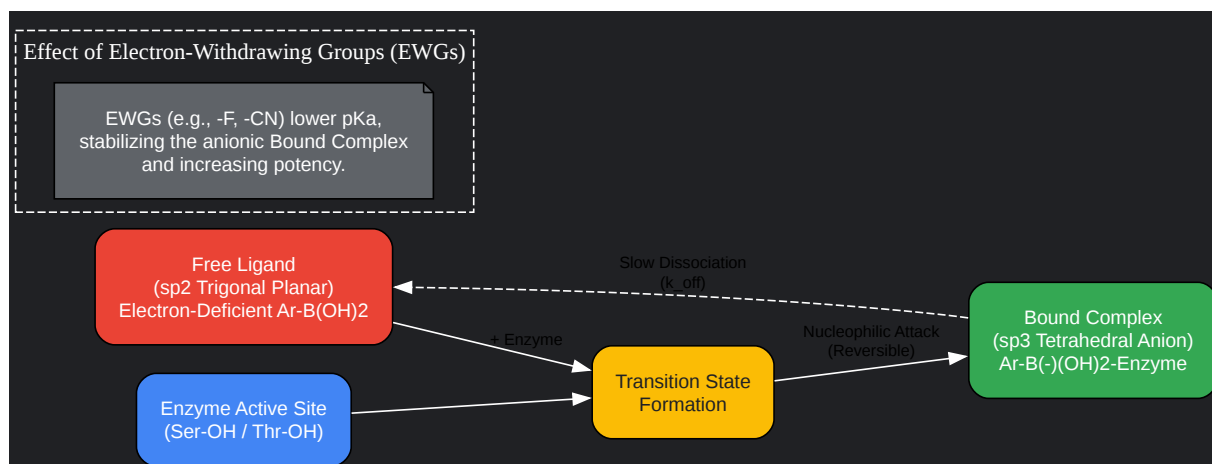 Effect of Electron-Withdrawing Groups (EWGs)
EWGs (e.g., -F, -CN) lower pKa,
stabilizing the anionic Bound Complex
and increasing potency.
Free Ligand
(sp2 Trigonal Planar)
Electron-Deficient Ar-B(OH)2
Slow Dissociation
(k_off)
+ Enzyme
Nucleophilic Attack
(Reversible)
Bound Complex
(sp3 Tetrahedral Anion)
Ar-B(-)(OH)2-Enzyme
Transition State
Formation
Enzyme Active Site
(Ser-OH / Thr-OH)